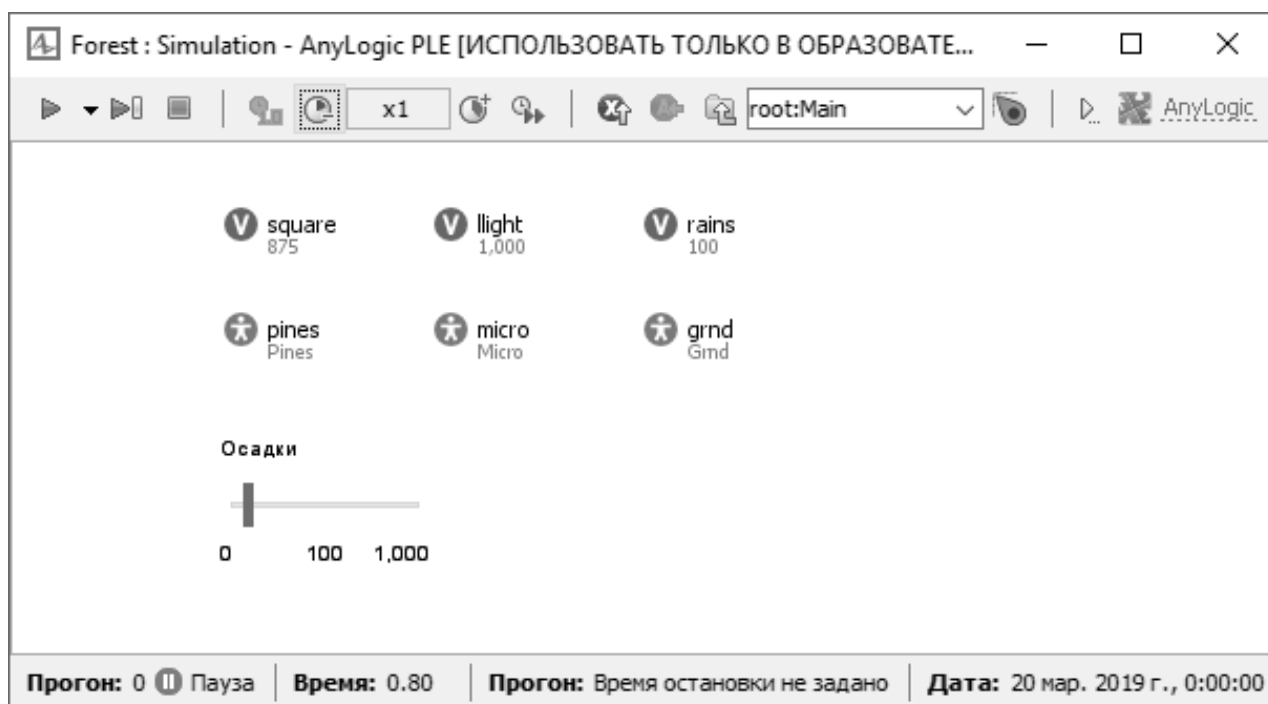 Forest : Simulation - AnyLogic PLE [ИСПОЛЬЗОВАТЬ ТОЛЬКО В ОБРАЗОВАТЕ...
x1 root:Main AnyLogic
square llight rains
875 1,000 100
pines micro grnd
Pines Micro Grnd
Осадки
0 100 1,000
Прогон: 0 Пауза Время: 0.80 Прогон: Время остановки не задано Дата: 20 мар. 2019 г., 0:00:00